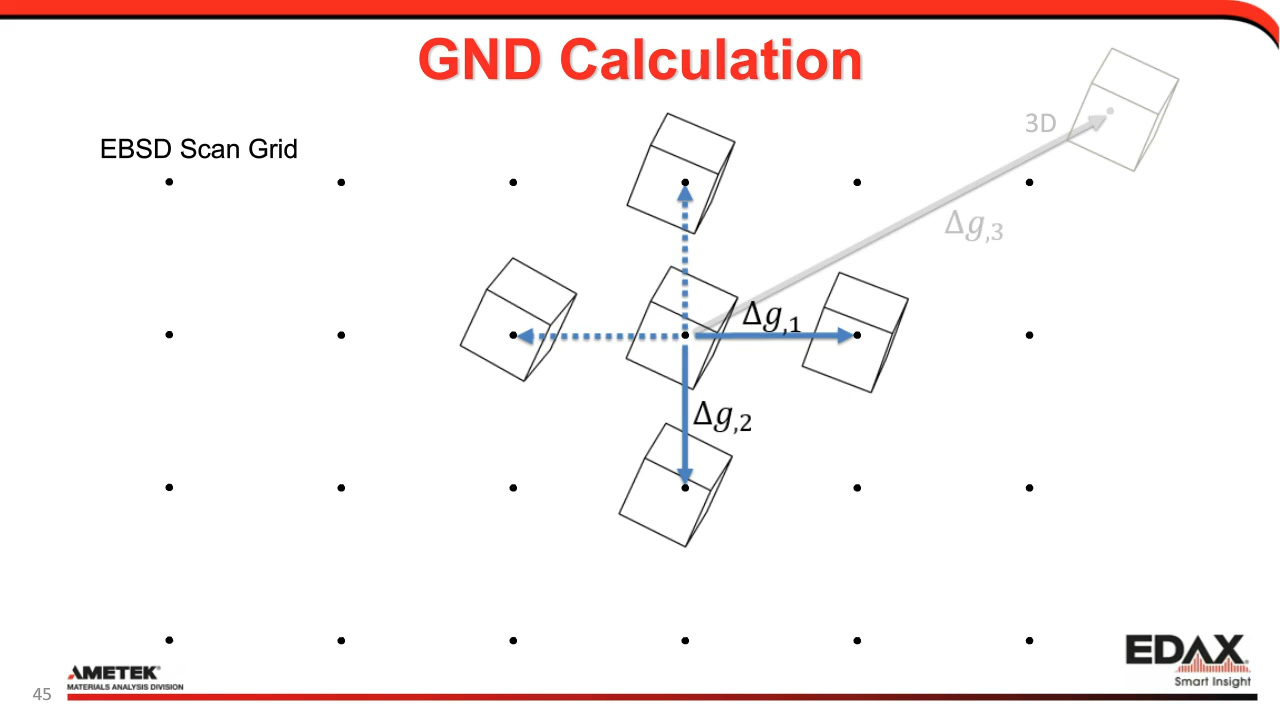 GND Calculation
EBSD Scan Grid
3D
Δg,3
Δg,1
Δg,2
AMETEK®
MATERIALS ANALYSIS DIVISION
45
EDAX
Smart Insight